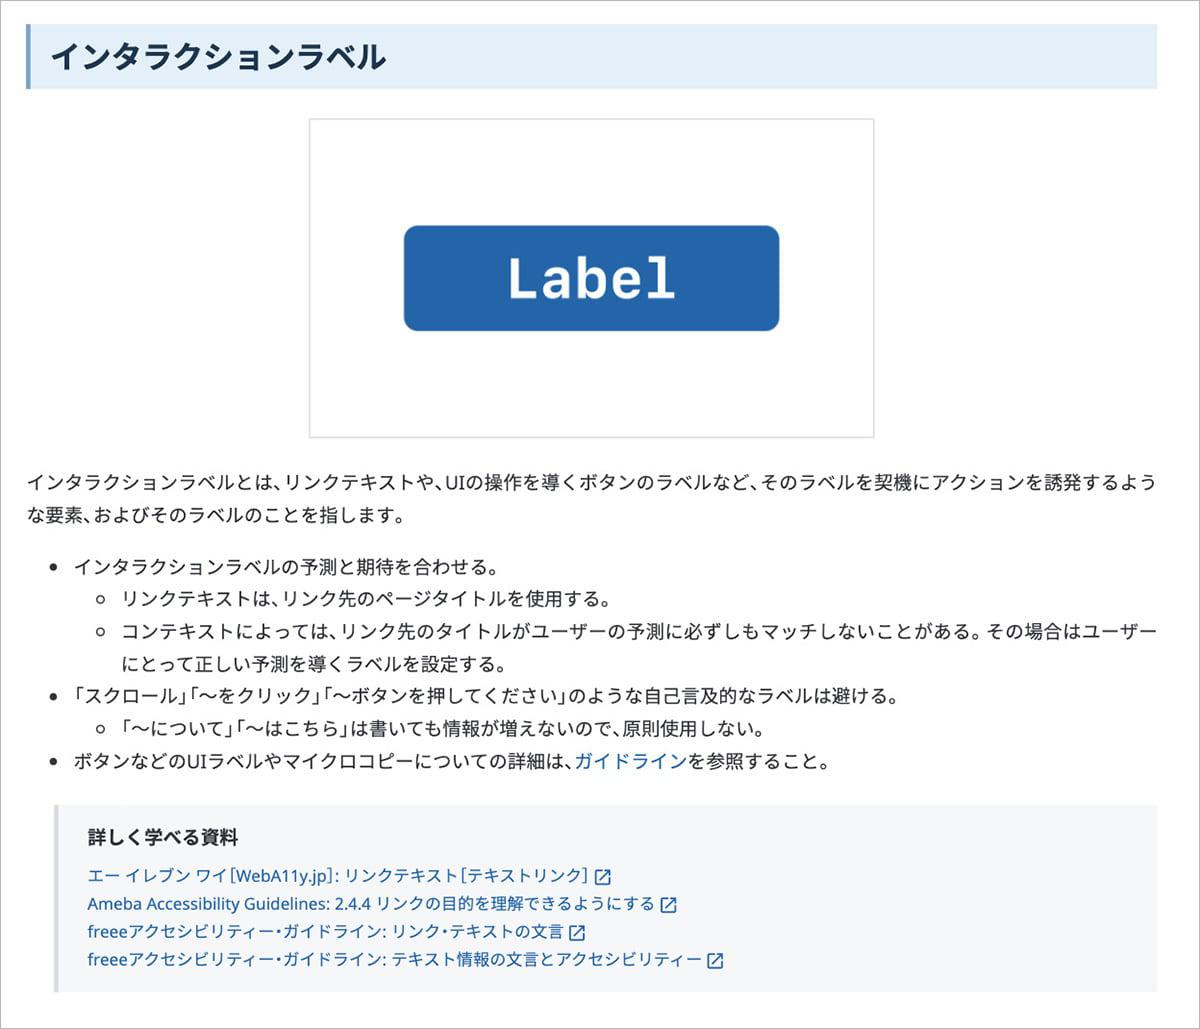 インタラクションラベル
Label
インタラクションラベルとは、リンクテキストや、UIの操作を導くボタンのラベルなど、そのラベルを契機にアクションを誘発するよう
な要素、およびそのラベルのことを指します。
インタラクションラベルの予測と期待を合わせる。
リンクテキストは、リンク先のページタイトルを使用する。
コンテキストによっては、リンク先のタイトルがユーザーの予測に必ずしもマッチしないことがある。その場合はユーザー
にとって正しい予測を導くラベルを設定する。
「スクロール」「〜をクリック」「〜ボタンを押してください」のような自己言及的なラベルは避ける。
「〜について」「〜はこちら」は書いても情報が増えないので、原則使用しない。
ボタンなどのUIラベルやマイクロコピーについての詳細は、ガイドラインを参照すること。
詳しく学べる資料
エー イレブン ワイ[WebA11y.jp]: リンクテキスト[テキストリンク]
Ameba Accessibility Guidelines: 2.4.4 リンクの目的を理解できるようにする
freeeアクセシビリティー・ガイドライン: リンク・テキストの文言
freeeアクセシビリティー・ガイドライン: テキスト情報の文言とアクセシビリティー